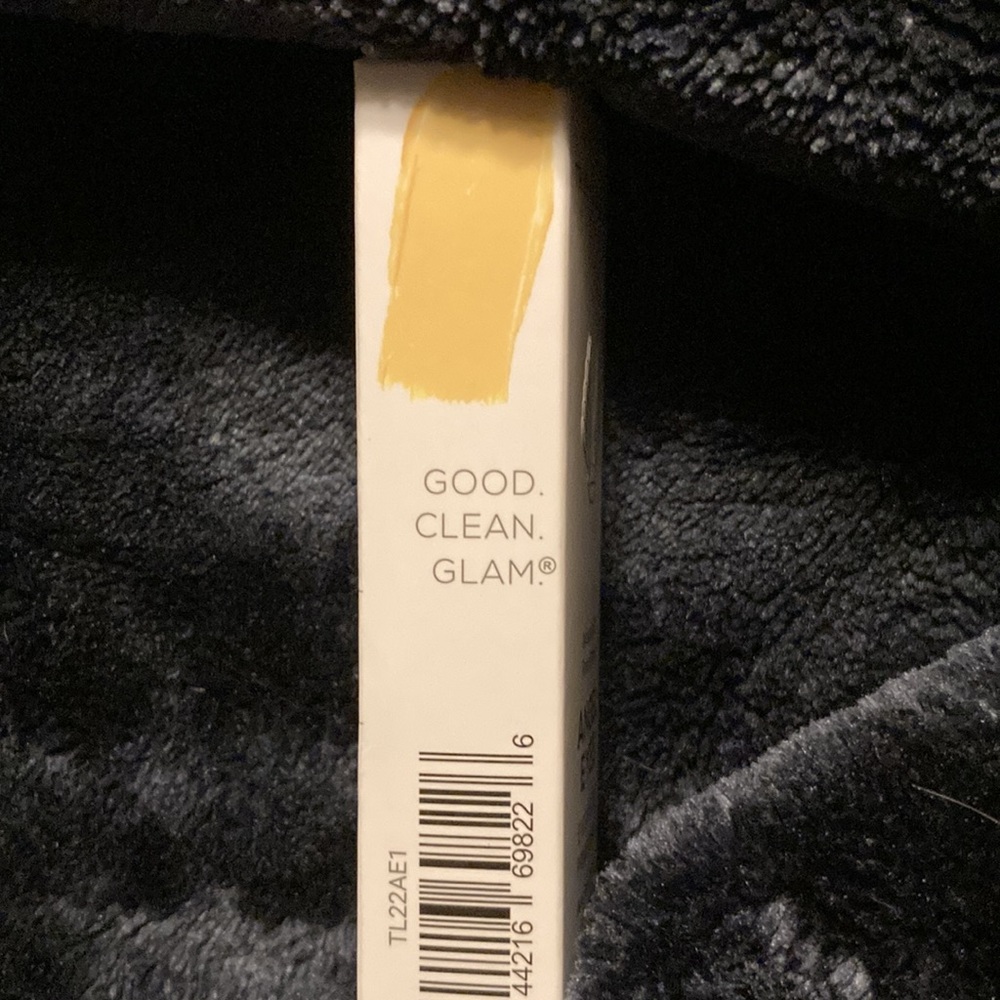 GOOD.
CLEAN.
GLAM.®
TL22AE1
44216 69822 6